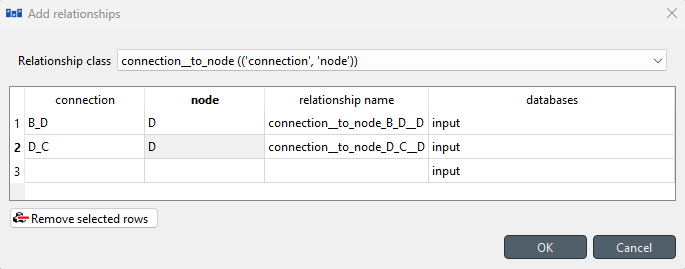 Add relationships
Relationship class connection__to_node (('connection', 'node'))
connection node relationship name databases
1 B_D D connection__to_node_B_D__D input
2 D_C D connection__to_node_D_C__D input
3 input
Remove selected rows
OK Cancel